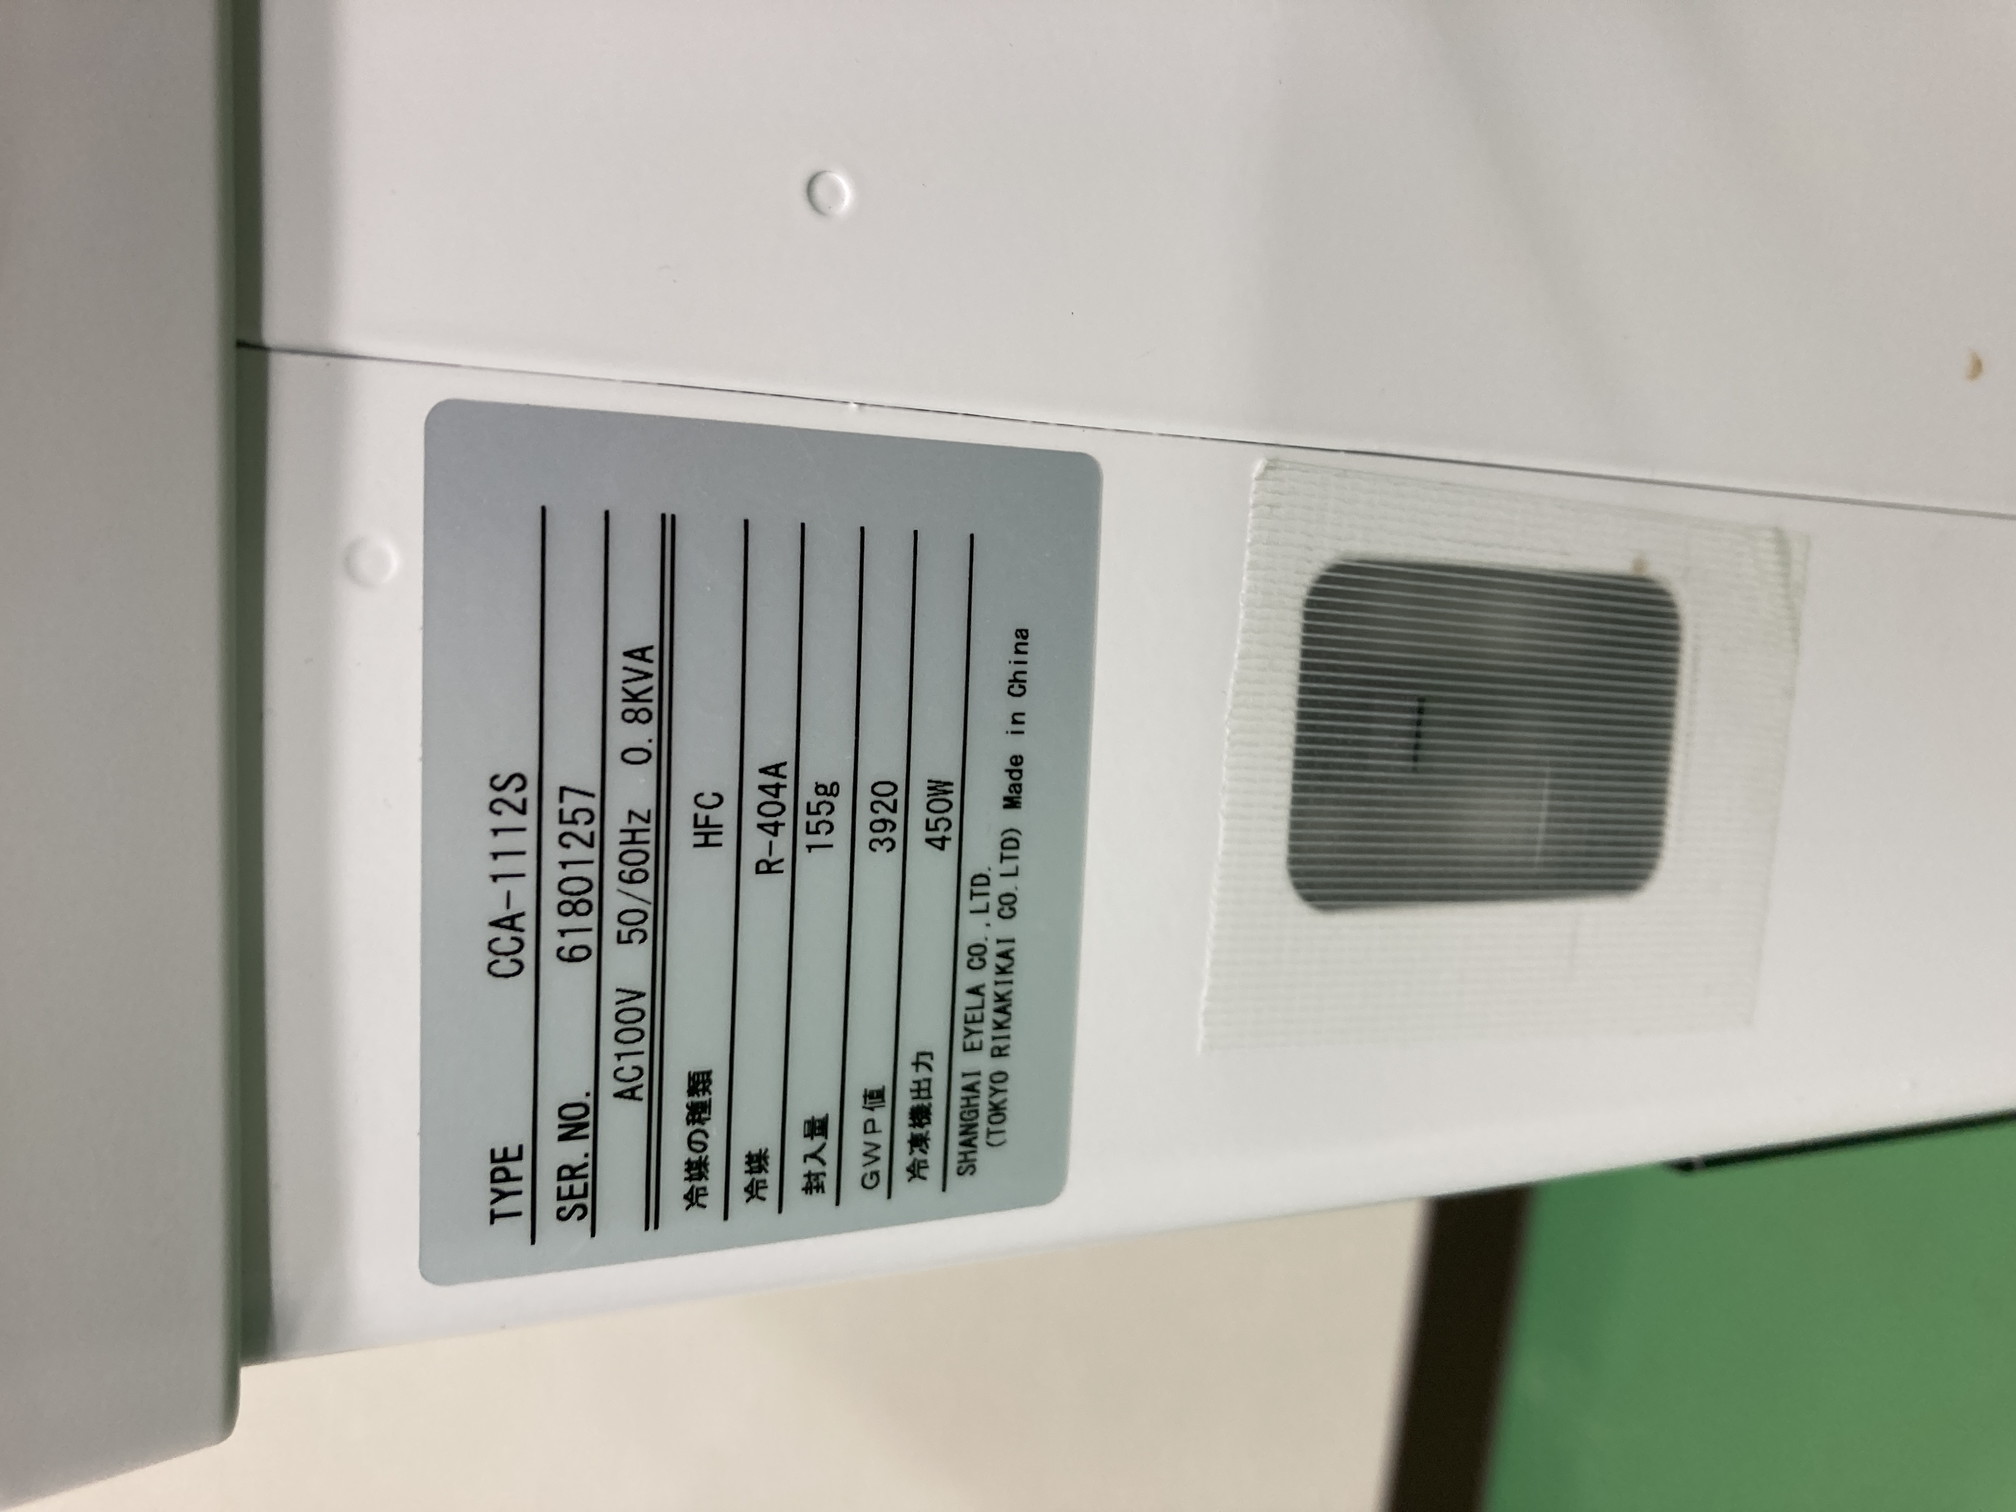 TYPE CCA-1112S
SER. NO. 61801257
AC100V 50/60Hz 0.8KVA
冷媒の種類 HFC
冷媒 R-404A
封入量 155g
GWP値 3920
冷凍機出力 450W
SHANGHAI EYELA CO.,LTD.
(TOKYO RIKAKIKAI CO.LTD) Made in China